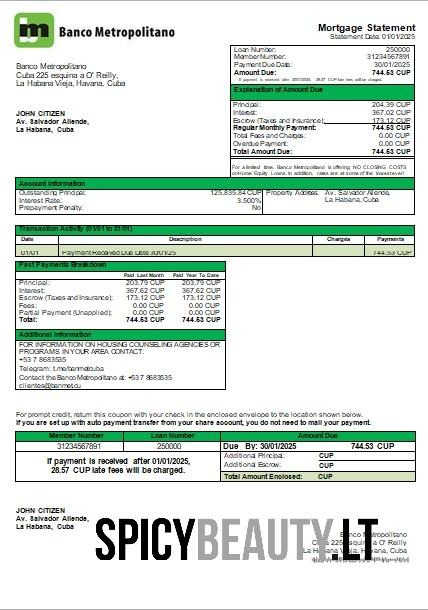 Banco Metropolitano
Mortgage Statement
Statement Date: 01/01/2025
Banco Metropolitano
Cuba 225 esquina a O' Reilly,
La Habana Vieja, Havana, Cuba
JOHN CITIZEN
Av. Salvador Allende,
La Habana, Cuba
Loan Number: 250000
Member Number: 31234567891
Payment Due Date: 30/01/2025
Amount Due: 744.53 CUP
If payment is received after 30/01/2025, 28.57 CUP late fees will be charged.
Explanation of Amount Due
Principal: 204.39 CUP
Interest: 367.02 CUP
Escrow (Taxes and Insurance): 173.12 CUP
Regular Monthly Payment: 744.53 CUP
Total Fees and Charges: 0.00 CUP
Overdue Payment: 0.00 CUP
Total Amount Due: 744.53 CUP
For a limited time, Banco Metropolitano is offering NO CLOSING COSTS
on Home Equity Loans. In addition, rates are at some of the lowest ever!
Account Information
Outstanding Principal: 125,835.84 CUP
Interest Rate: 3.500%
Prepayment Penalty: No
Property Address: Av. Salvador Allende,
La Habana, Cuba
Transaction Activity (01/01 to 31/01)
Date Description Charges Payments
01/01 Payment Received Due Date 30/01/25 744.53 CUP
Past Payments Breakdown
Paid Last Month Paid Year To Date
Principal: 203.79 CUP 203.79 CUP
Interest: 367.62 CUP 367.62 CUP
Escrow (Taxes and Insurance): 173.12 CUP 173.12 CUP
Fees: 0.00 CUP 0.00 CUP
Partial Payment (Unapplied): 0.00 CUP 0.00 CUP
Total: 744.53 CUP 744.53 CUP
Additional Information
FOR INFORMATION ON HOUSING COUNSELING AGENCIES OR
PROGRAMS IN YOUR AREA CONTACT:
+53 7 8683535
Telegram: t.me/banmetcuba
Contact the Banco Metropolitano at: +53 7 8683535
clientes@banmet.cu
For prompt credit, return this coupon with your check in the enclosed envelope to the location shown below.
If you are set up with auto payment transfer from your share account, you do not need to mail your payment.
Member Number Loan Number Amount Due
31234567891 250000 Due By: 30/01/2025 744.53 CUP
If payment is received after 01/01/2025,
28.57 CUP late fees will be charged.
Additional Principal: CUP
Additional Escrow: CUP
Total Amount Enclosed: CUP
JOHN CITIZEN
Av. Salvador Allende,
La Habana, Cuba
SPICYBEAUTY.LT
Banco Metropolitano
Cuba 225 esquina a O' Reilly
La Habana Vieja, Havana, Cuba